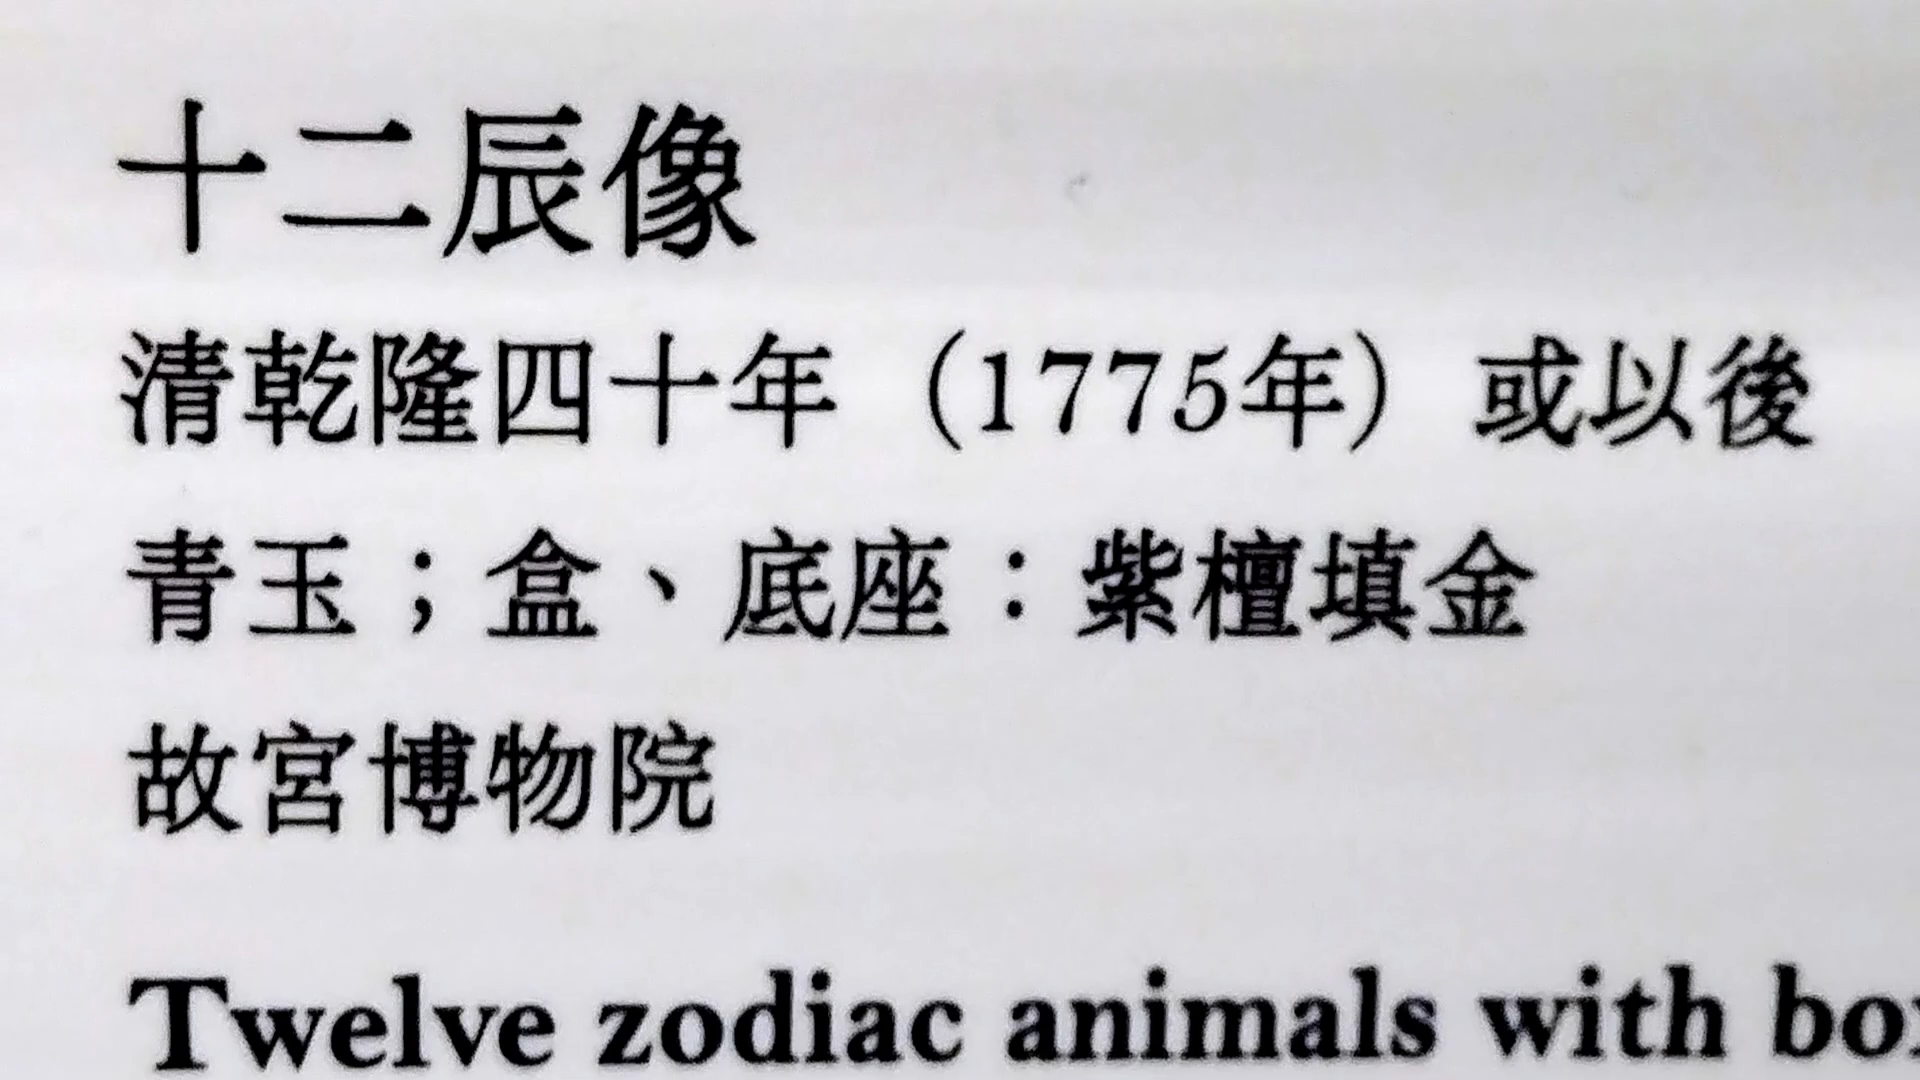 十二辰像
清乾隆四十年（1775年）或以後
青玉；盒、底座：紫檀填金
故宮博物院
Twelve zodiac animals with